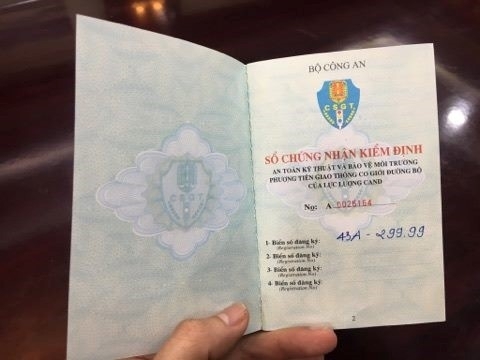 CSGT
BỘ CÔNG AN
CSGT
SỔ CHỨNG NHẬN KIỂM ĐỊNH
AN TOÀN KỸ THUẬT VÀ BẢO VỆ MÔI TRƯỜNG
PHƯƠNG TIỆN GIAO THÔNG CƠ GIỚI ĐƯỜNG BỘ
CỦA LỰC LƯỢNG CAND
No: A 0026164
1- Biển số đăng ký: 43A - 299.99
(Registration No)
2- Biển số đăng ký:
(Registration No)
3- Biển số đăng ký:
(Registration No)
4- Biển số đăng ký:
(Registration No)
2